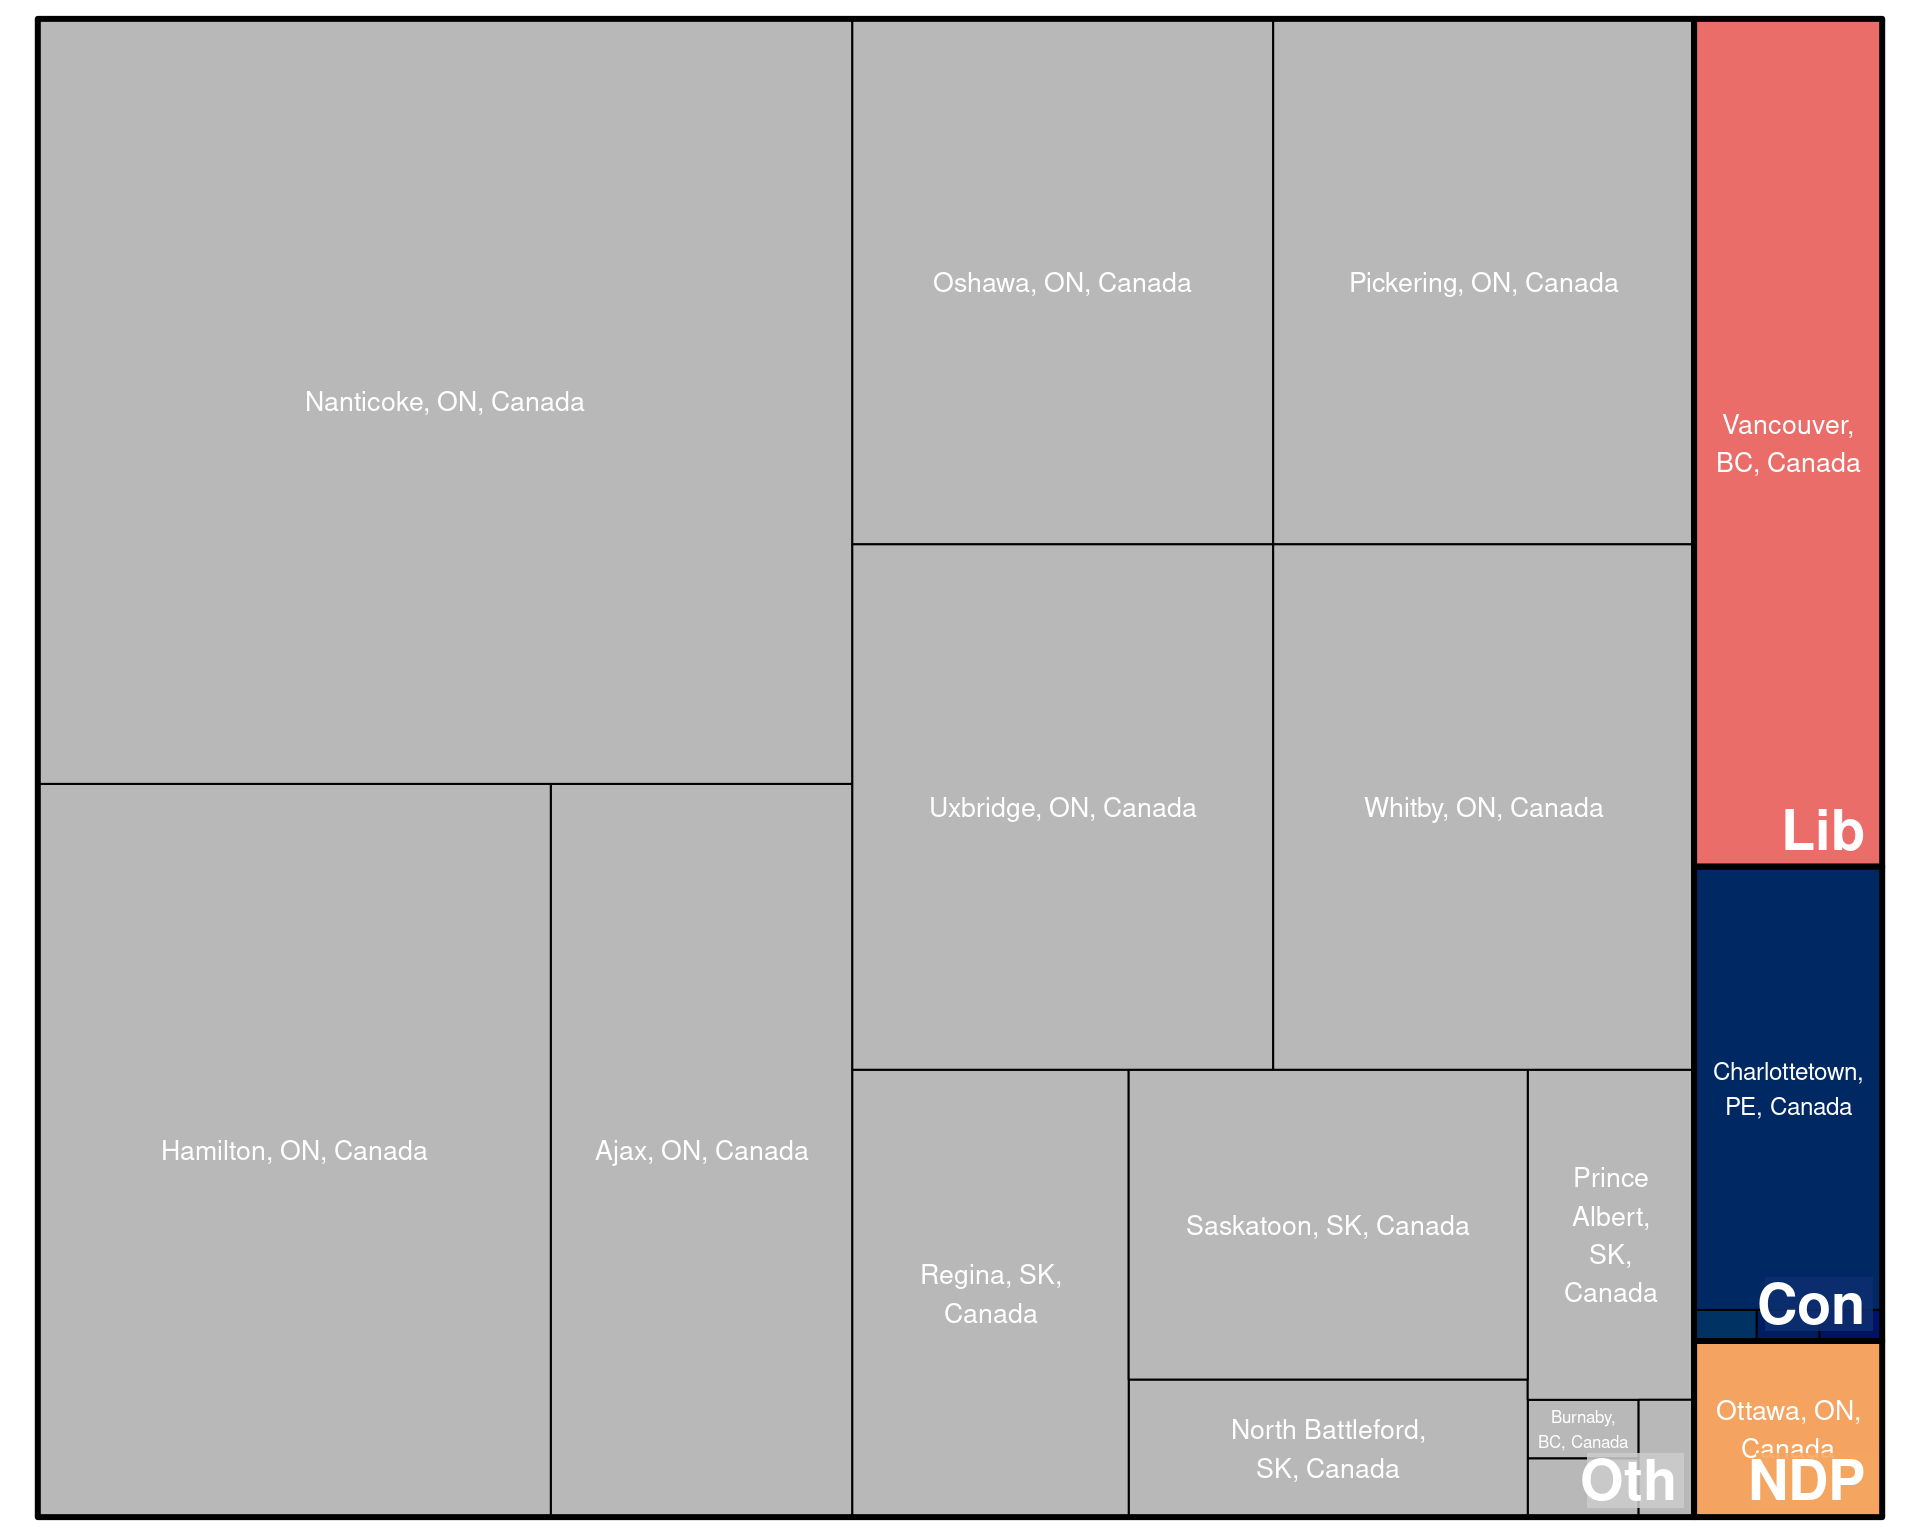 Nanticoke, ON, Canada
Oshawa, ON, Canada
Pickering, ON, Canada
Vancouver,
BC, Canada
Lib
Uxbridge, ON, Canada
Whitby, ON, Canada
Hamilton, ON, Canada
Ajax, ON, Canada
Charlottetown,
PE, Canada
Con
Regina, SK,
Canada
Saskatoon, SK, Canada
Prince
Albert,
SK,
Canada
North Battleford,
SK, Canada
Burnaby,
BC, Canada
Oth
Ottawa, ON,
Canada
NDP